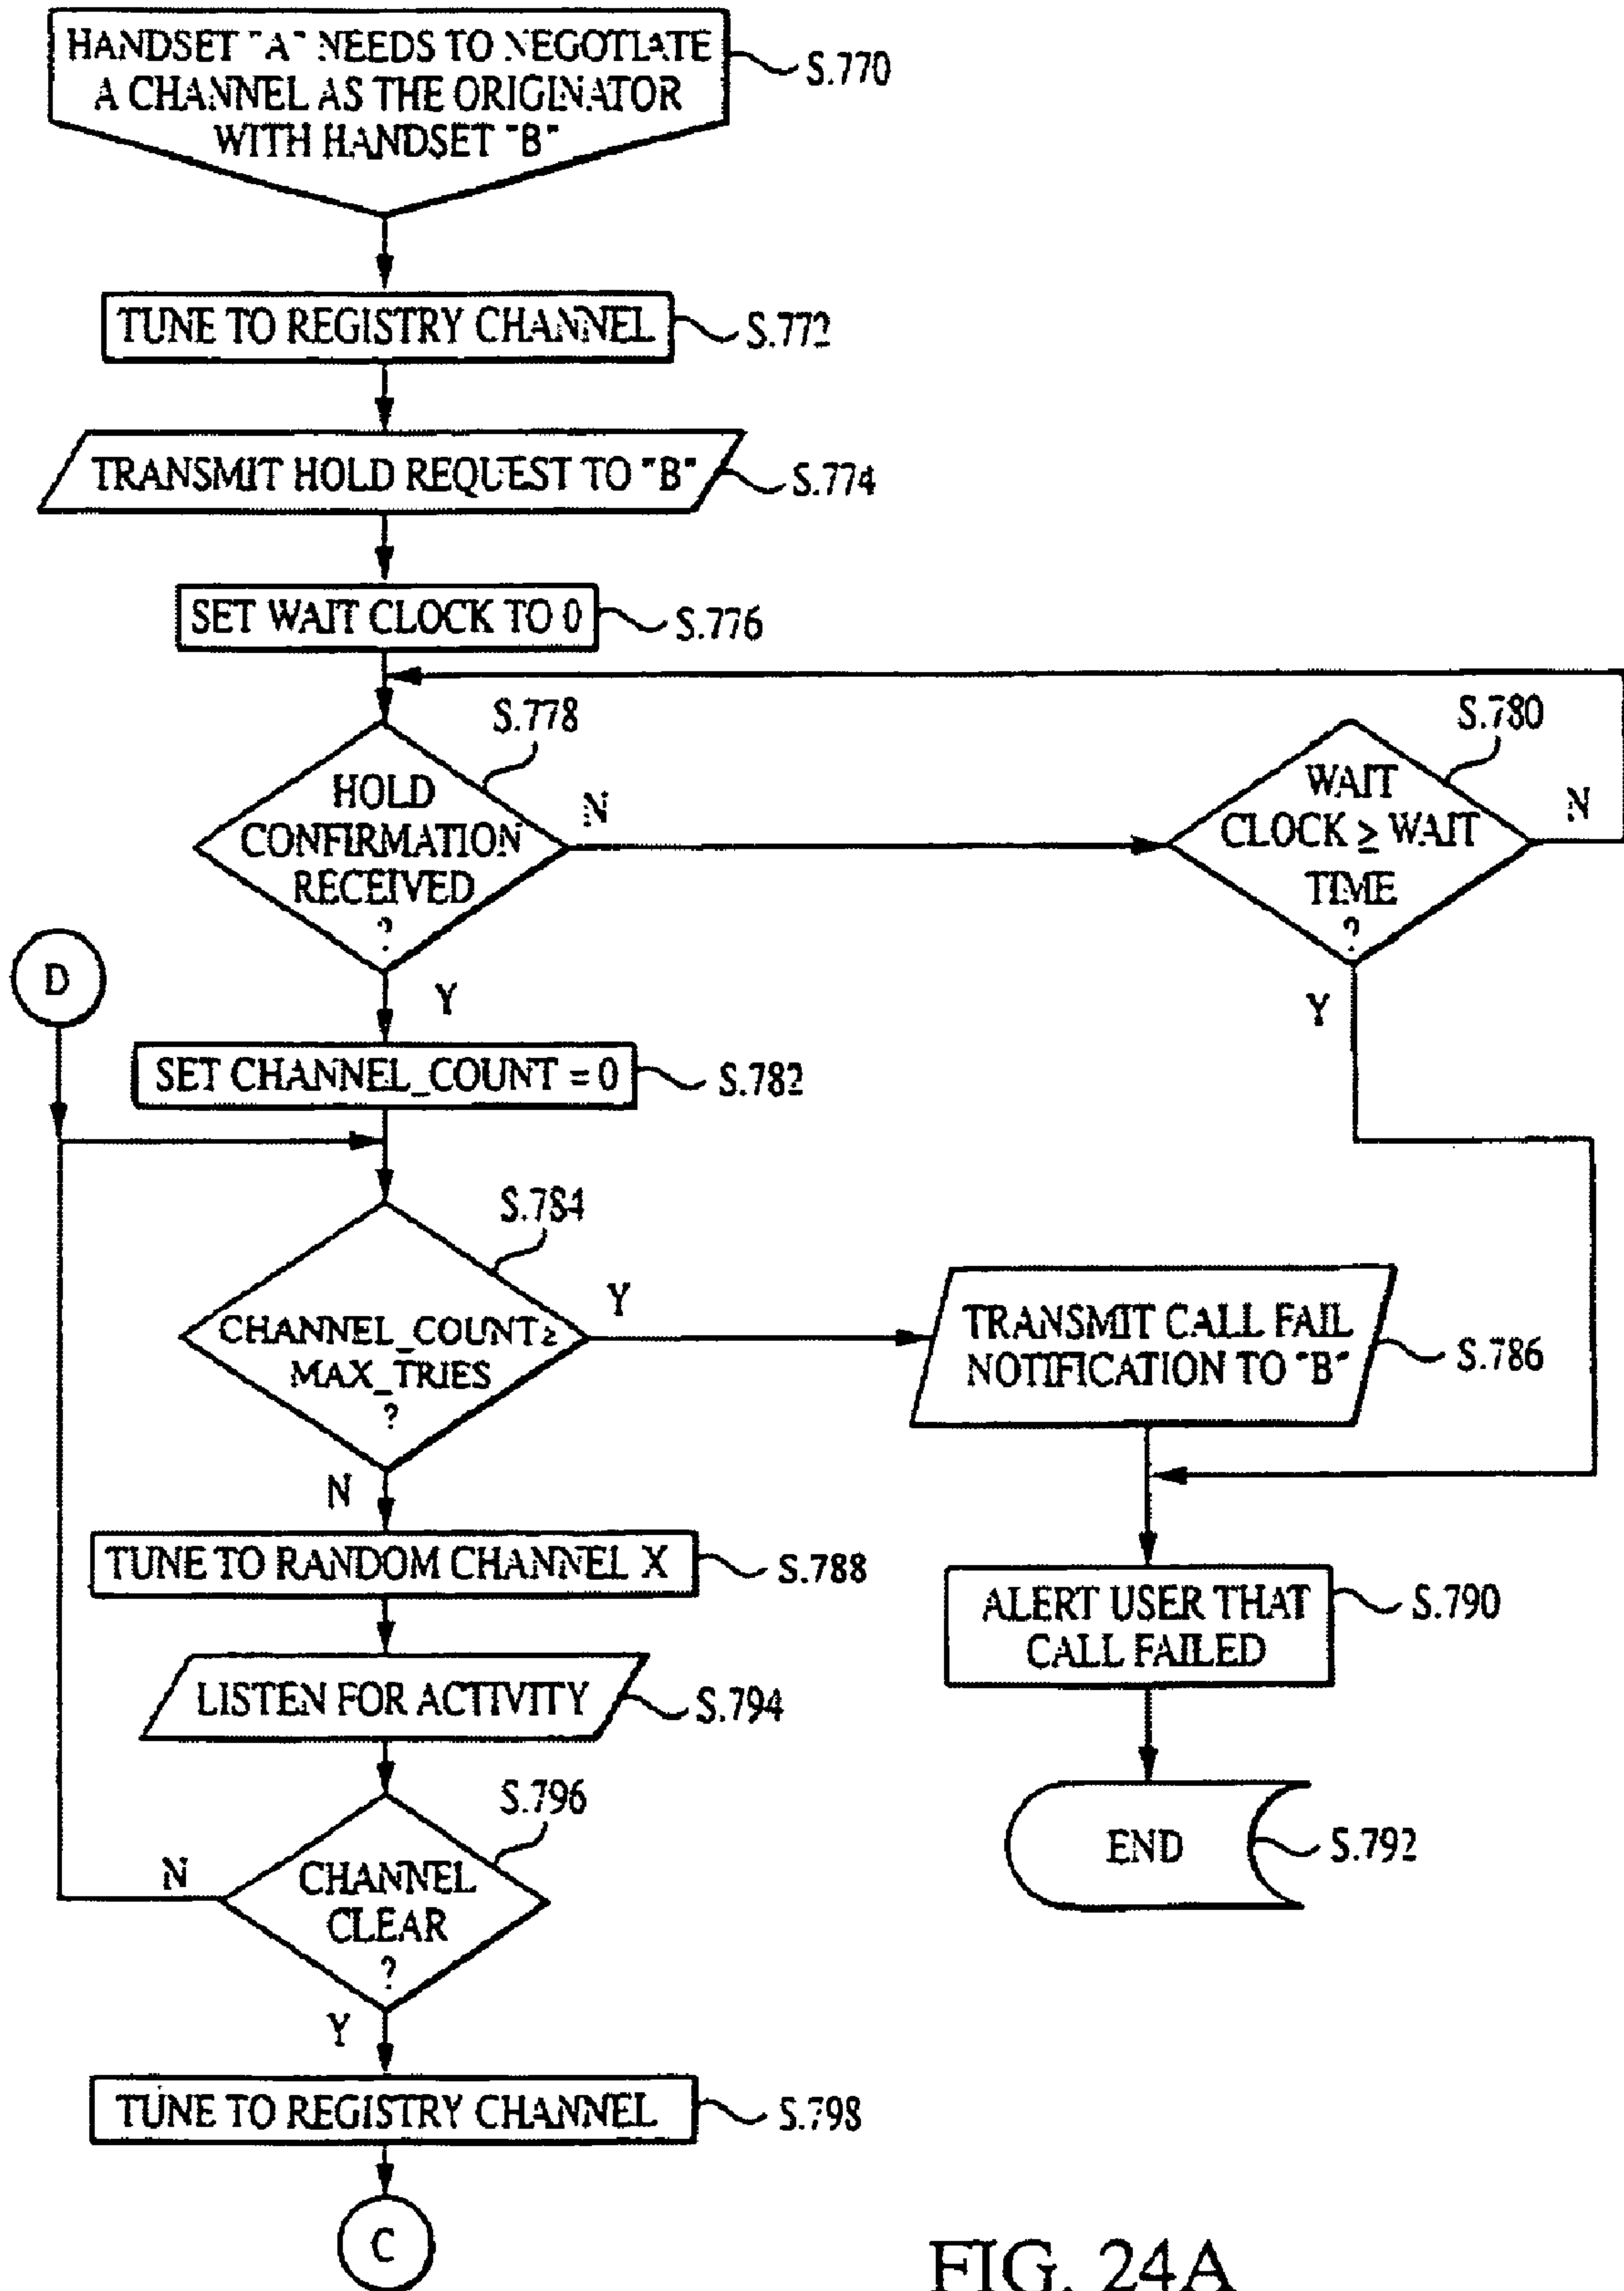 HANDSET "A" NEEDS TO NEGOTIATE
A CHANNEL AS THE ORIGINATOR
WITH HANDSET "B"
S.770
TUNE TO REGISTRY CHANNEL
S.772
TRANSMIT HOLD REQUEST TO "B"
S.774
SET WAIT CLOCK TO 0
S.776
S.778
HOLD
CONFIRMATION
RECEIVED
?
N
Y
S.780
WAIT
CLOCK ≥ WAIT
TIME
?
N
Y
D
SET CHANNEL_COUNT = 0
S.782
S.784
CHANNEL_COUNT ≥
MAX_TRIES
?
Y
N
TRANSMIT CALL FAIL
NOTIFICATION TO "B"
S.786
TUNE TO RANDOM CHANNEL X
S.788
ALERT USER THAT
CALL FAILED
S.790
LISTEN FOR ACTIVITY
S.794
S.796
CHANNEL
CLEAR
?
N
Y
END
S.792
TUNE TO REGISTRY CHANNEL
S.798
C
FIG. 24A